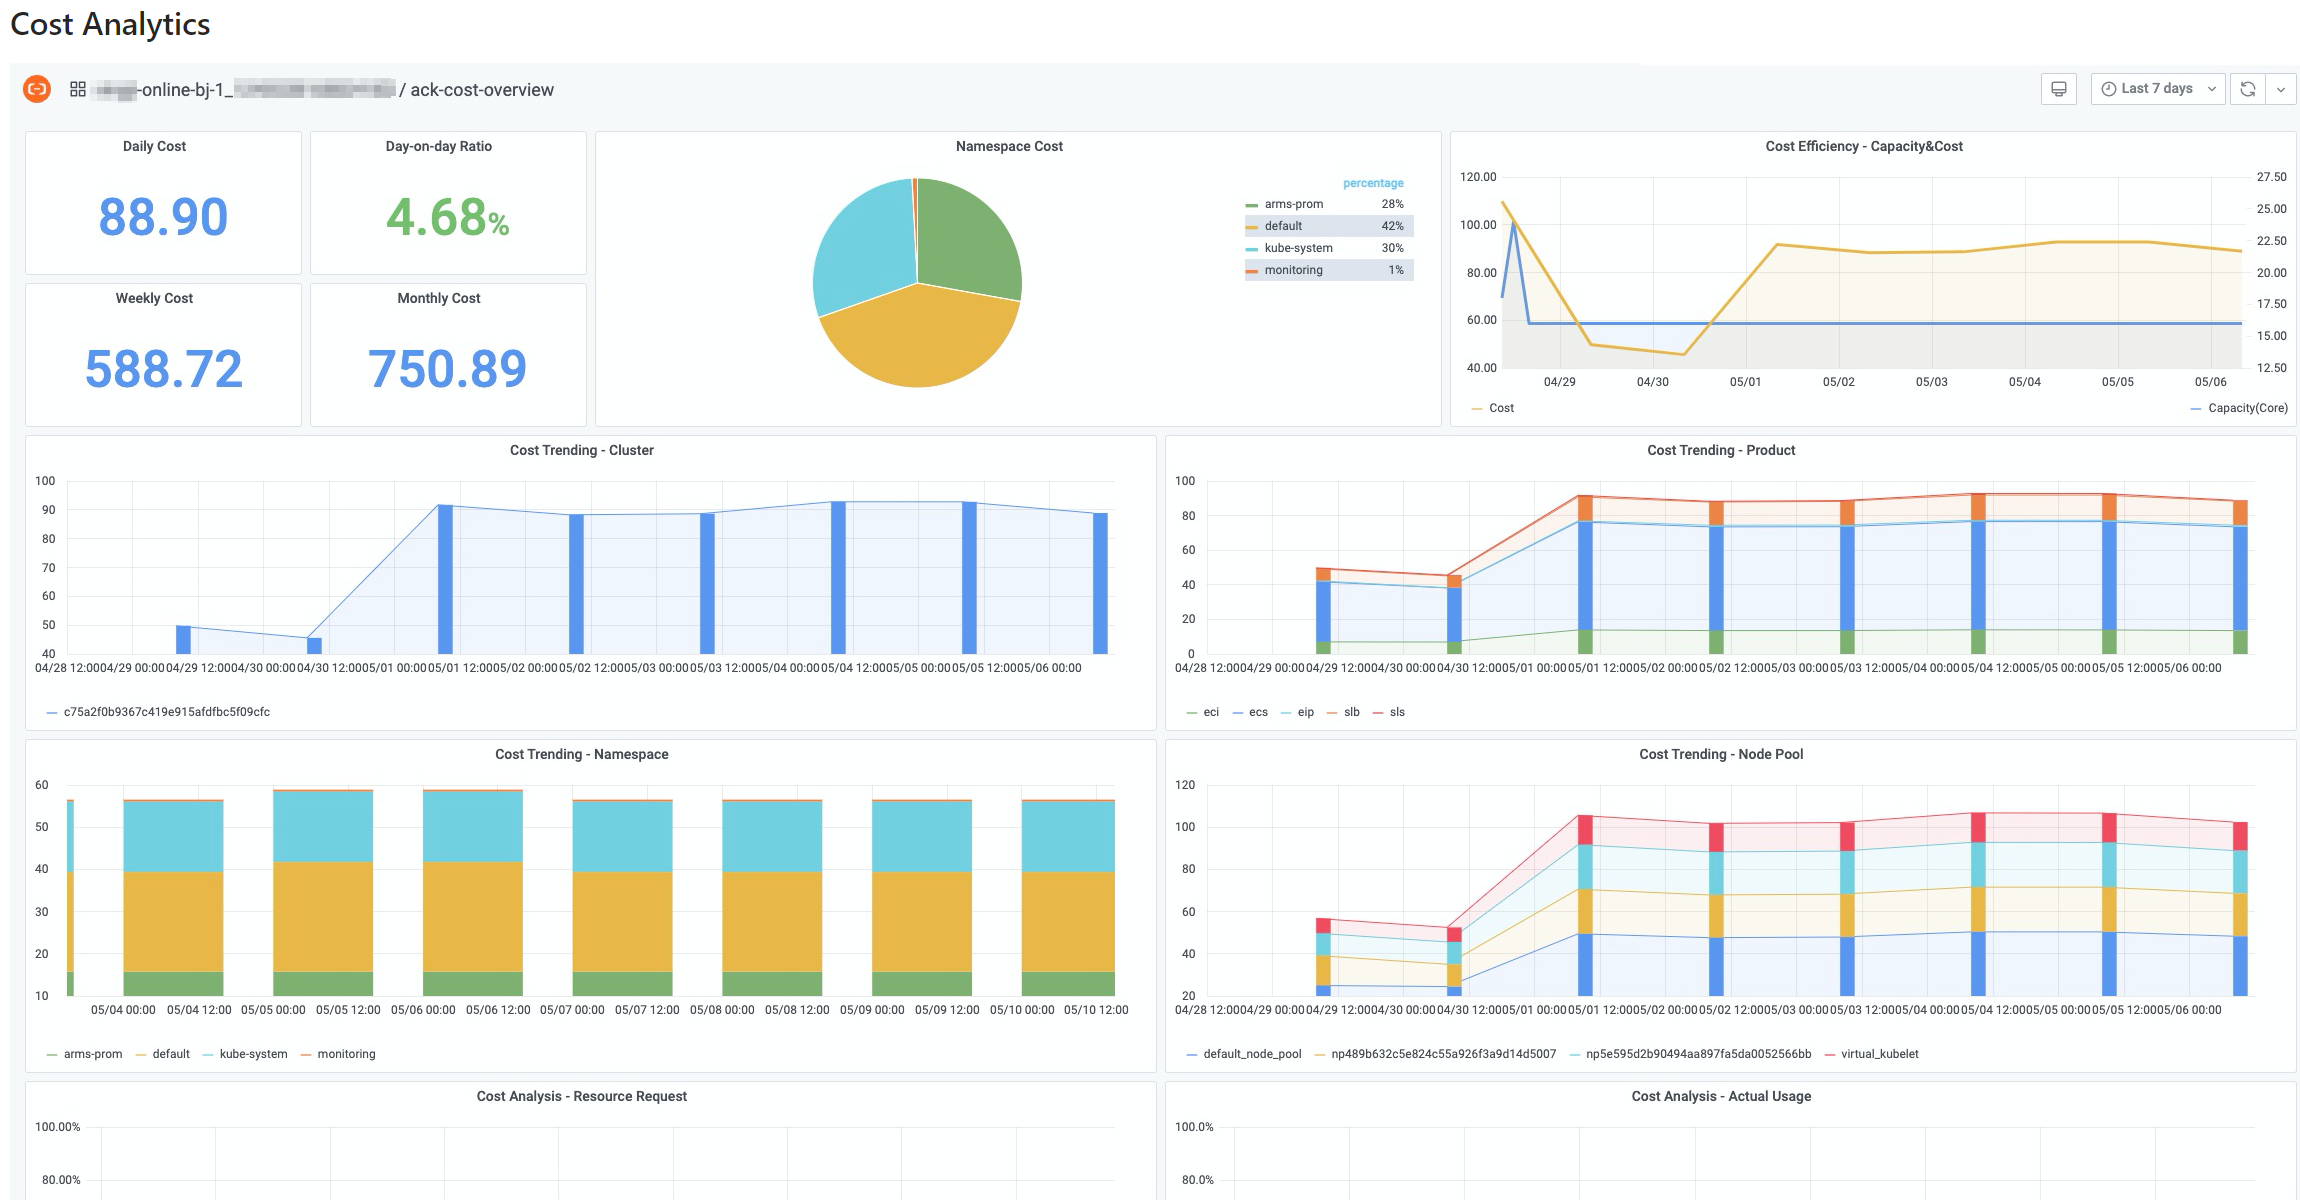 Cost Analytics
-online-bj-1_ / ack-cost-overview
Last 7 days
Daily Cost
88.90
Day-on-day Ratio
4.68%
Weekly Cost
588.72
Monthly Cost
750.89
Namespace Cost
percentage
arms-prom 28%
default 42%
kube-system 30%
monitoring 1%
Cost Efficiency - Capacity&Cost
120.00
100.00
80.00
60.00
40.00
27.50
25.00
22.50
20.00
17.50
15.00
12.50
04/29 04/30 05/01 05/02 05/03 05/04 05/05 05/06
Cost
Capacity(Core)
Cost Trending - Cluster
100
90
80
70
60
50
40
04/28 12:00 04/29 00:00 04/29 12:00 04/30 00:00 04/30 12:00 05/01 00:00 05/01 12:00 05/02 00:00 05/02 12:00 05/03 00:00 05/03 12:00 05/04 00:00 05/04 12:00 05/05 00:00 05/05 12:00 05/06 00:00
c75a2f0b9367c419e915afdfbc5f09cfc
Cost Trending - Product
100
80
60
40
20
0
04/28 12:00 04/29 00:00 04/29 12:00 04/30 00:00 04/30 12:00 05/01 00:00 05/01 12:00 05/02 00:00 05/02 12:00 05/03 00:00 05/03 12:00 05/04 00:00 05/04 12:00 05/05 00:00 05/05 12:00 05/06 00:00
eci ecs eip slb sls
Cost Trending - Namespace
60
50
40
30
20
10
05/04 00:00 05/04 12:00 05/05 00:00 05/05 12:00 05/06 00:00 05/06 12:00 05/07 00:00 05/07 12:00 05/08 00:00 05/08 12:00 05/09 00:00 05/09 12:00 05/10 00:00 05/10 12:00
arms-prom default kube-system monitoring
Cost Trending - Node Pool
120
100
80
60
40
20
04/28 12:00 04/29 00:00 04/29 12:00 04/30 00:00 04/30 12:00 05/01 00:00 05/01 12:00 05/02 00:00 05/02 12:00 05/03 00:00 05/03 12:00 05/04 00:00 05/04 12:00 05/05 00:00 05/05 12:00 05/06 00:00
default_node_pool np489b632c5e824c55a926f3a9d14d5007 np5e595d2b90494aa897fa5da0052566bb virtual_kubelet
Cost Analysis - Resource Request
100.00%
80.00%
Cost Analysis - Actual Usage
100.0%
80.0%